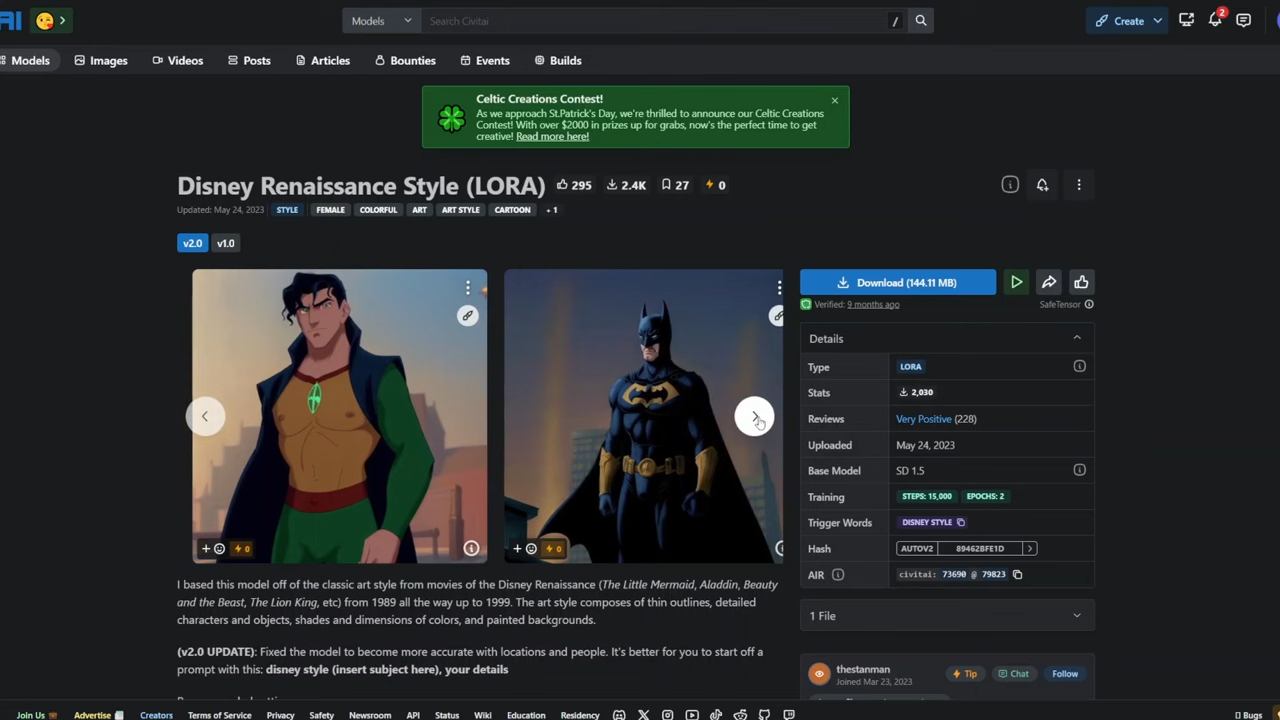 AI
Models
Search Civitai
/
Create
2
Models
Images
Videos
Posts
Articles
Bounties
Events
Builds
Celtic Creations Contest!
As we approach St.Patrick's Day, we're thrilled to announce our Celtic Creations
Contest! With over $2000 in prizes up for grabs, now's the perfect time to get
creative! Read more here!
Disney Renaissance Style (LORA) 295 2.4K 27 0
Updated: May 24, 2023 STYLE FEMALE COLORFUL ART ART STYLE CARTOON + 1
v2.0 v1.0
0
0
Download (144.11 MB)
Verified: 9 months ago SafeTensor
Details
Type LORA
Stats 2,030
Reviews Very Positive (228)
Uploaded May 24, 2023
Base Model SD 1.5
Training STEPS: 15,000 EPOCHS: 2
Trigger Words DISNEY STYLE
Hash AUTOV2 89462BFE1D
AIR civitai: 73690 @ 79823
1 File
thestanman
Joined Mar 23, 2023
Tip Chat Follow
I based this model off of the classic art style from movies of the Disney Renaissance (The Little Mermaid, Aladdin, Beauty
and the Beast, The Lion King, etc) from 1989 all the way up to 1999. The art style composes of thin outlines, detailed
characters and objects, shades and dimensions of colors, and painted backgrounds.
(v2.0 UPDATE): Fixed the model to become more accurate with locations and people. It's better for you to start off a
prompt with this: disney style (insert subject here), your details
Join Us Advertise Creators Terms of Service Privacy Safety Newsroom API Status Wiki Education Residency Bugs